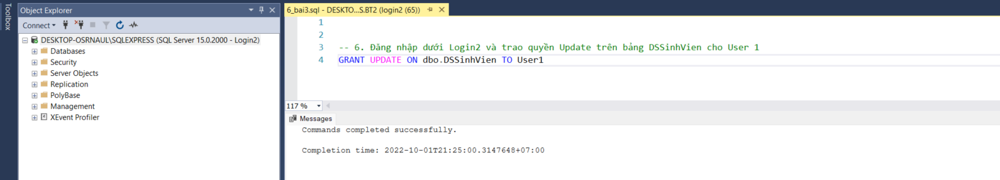 Toolbox
Object Explorer
Connect
DESKTOP-OSRNAUL\SQLEXPRESS (SQL Server 15.0.2000 - Login2)
Databases
Security
Server Objects
Replication
PolyBase
Management
XEvent Profiler
6_bai3.sql - DESKTO...S.BT2 (login2 (65))
1
2
3 -- 6. Đăng nhập dưới Login2 và trao quyền Update trên bảng DSSinhVien cho User 1
4 GRANT UPDATE ON dbo.DSSinhVien TO User1
117 %
Messages
Commands completed successfully.
Completion time: 2022-10-01T21:25:00.3147648+07:00